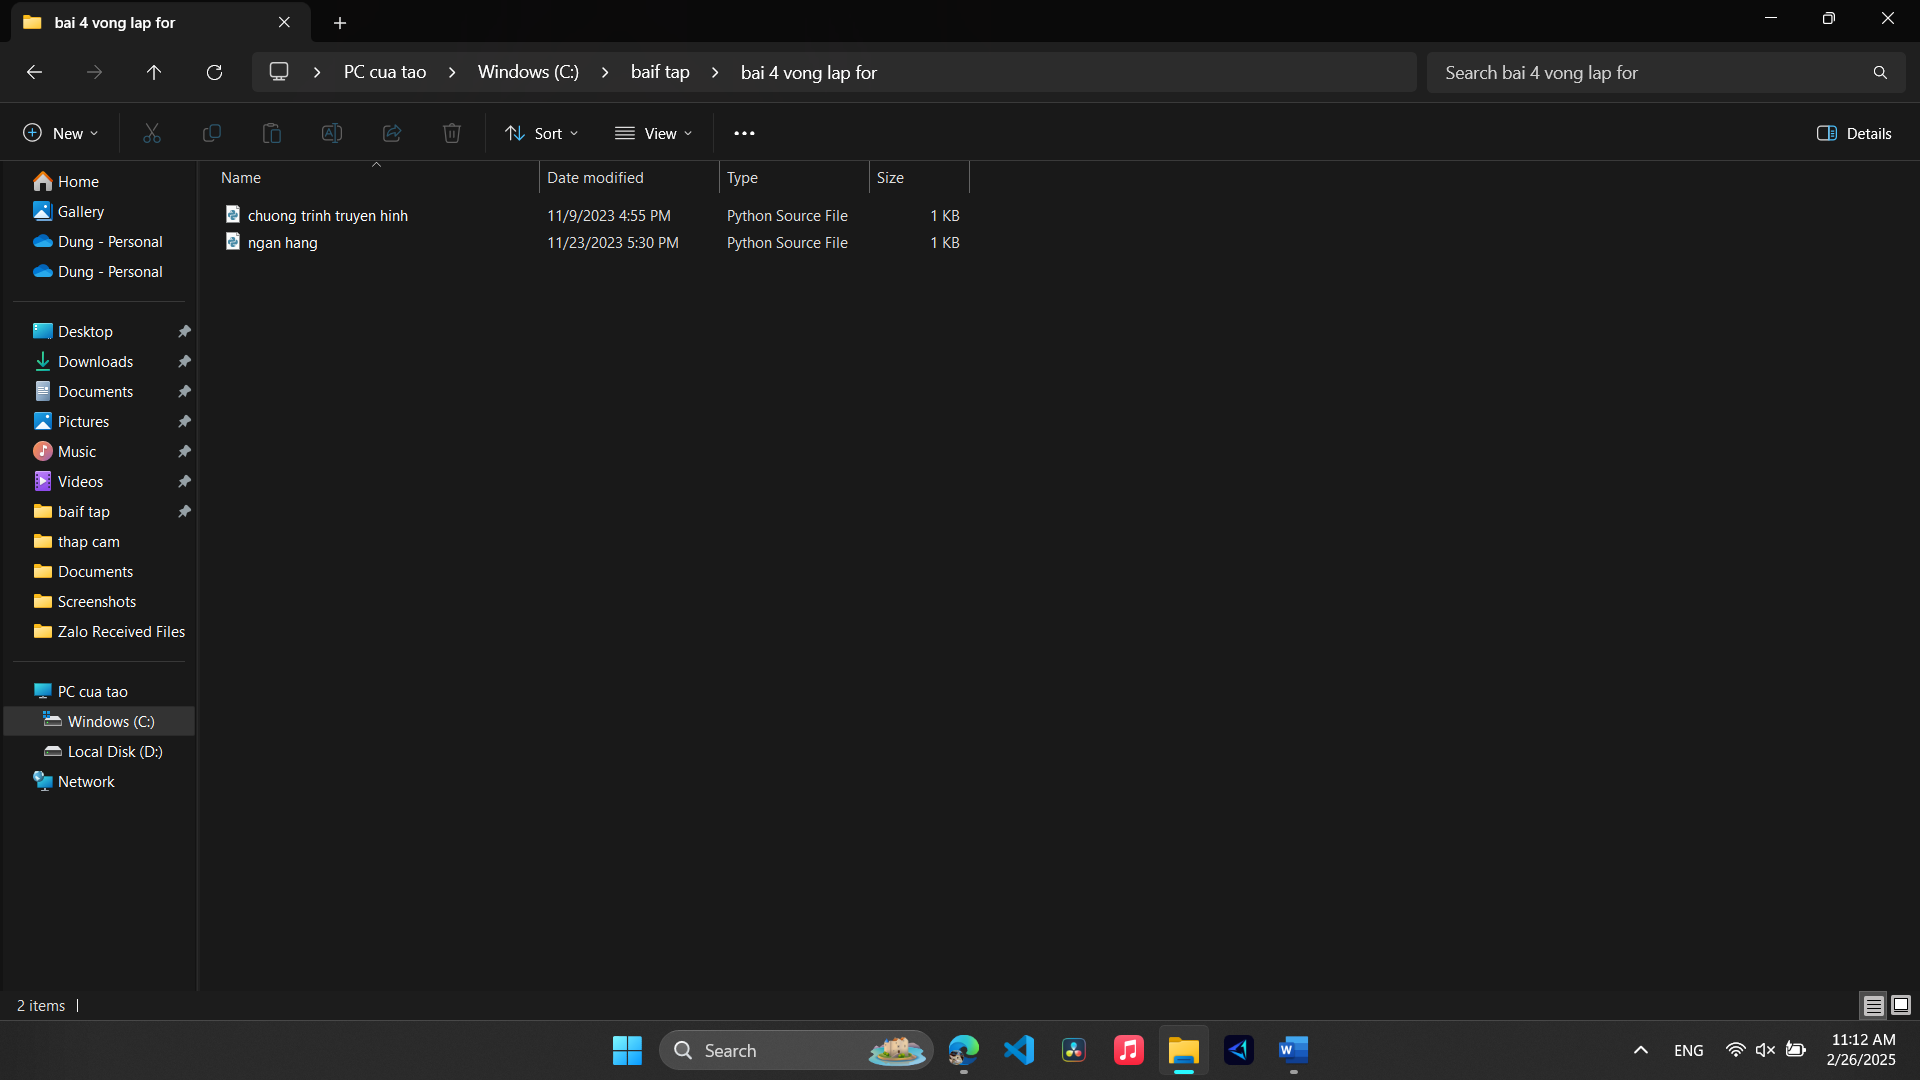 bai 4 vong lap for
PC cua tao
Windows (C:)
baif tap
bai 4 vong lap for
Search bai 4 vong lap for
New
Sort
View
Details
Name
Date modified
Type
Size
chuong trinh truyen hinh 11/9/2023 4:55 PM Python Source File 1 KB
ngan hang 11/23/2023 5:30 PM Python Source File 1 KB
Home
Gallery
Dung - Personal
Dung - Personal
Desktop
Downloads
Documents
Pictures
Music
Videos
baif tap
thap cam
Documents
Screenshots
Zalo Received Files
PC cua tao
Windows (C:)
Local Disk (D:)
Network
2 items
Search
ENG
11:12 AM
2/26/2025